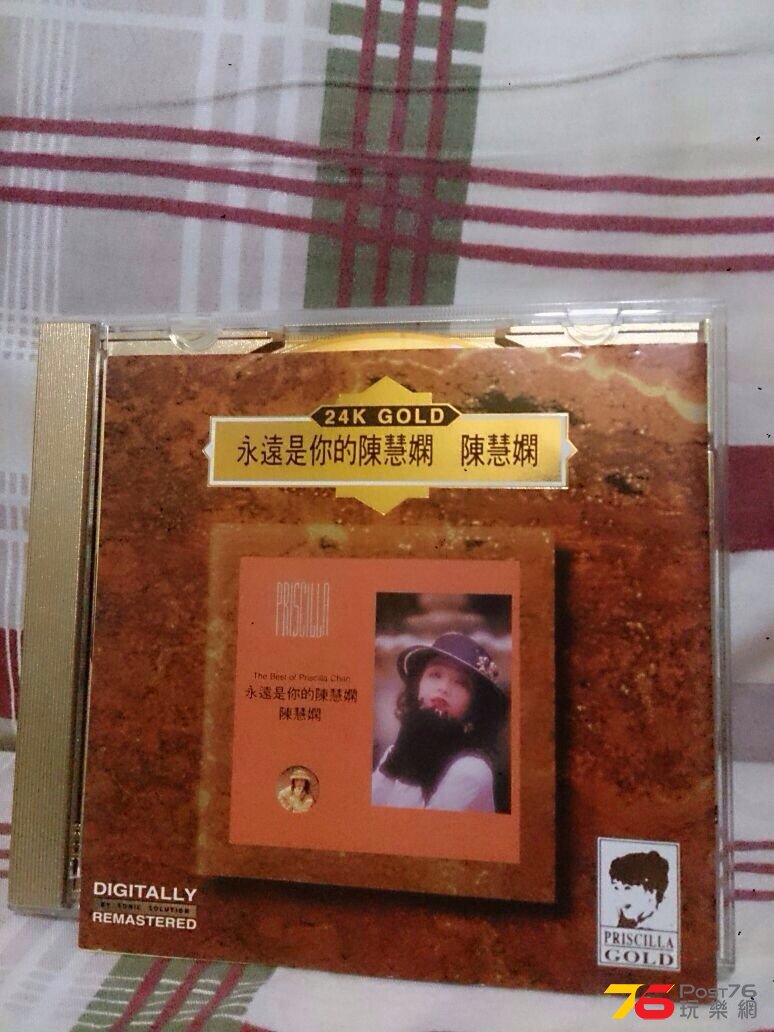 24K GOLD
永遠是你的陳慧嫻 陳慧嫻
PRISCILLA
The Best of Priscilla Chan
永遠是你的陳慧嫻
陳慧嫻
DIGITALLY
BY SONIC SOLUTION
REMASTERED
PRISCILLA
GOLD
76 POST76
玩樂網